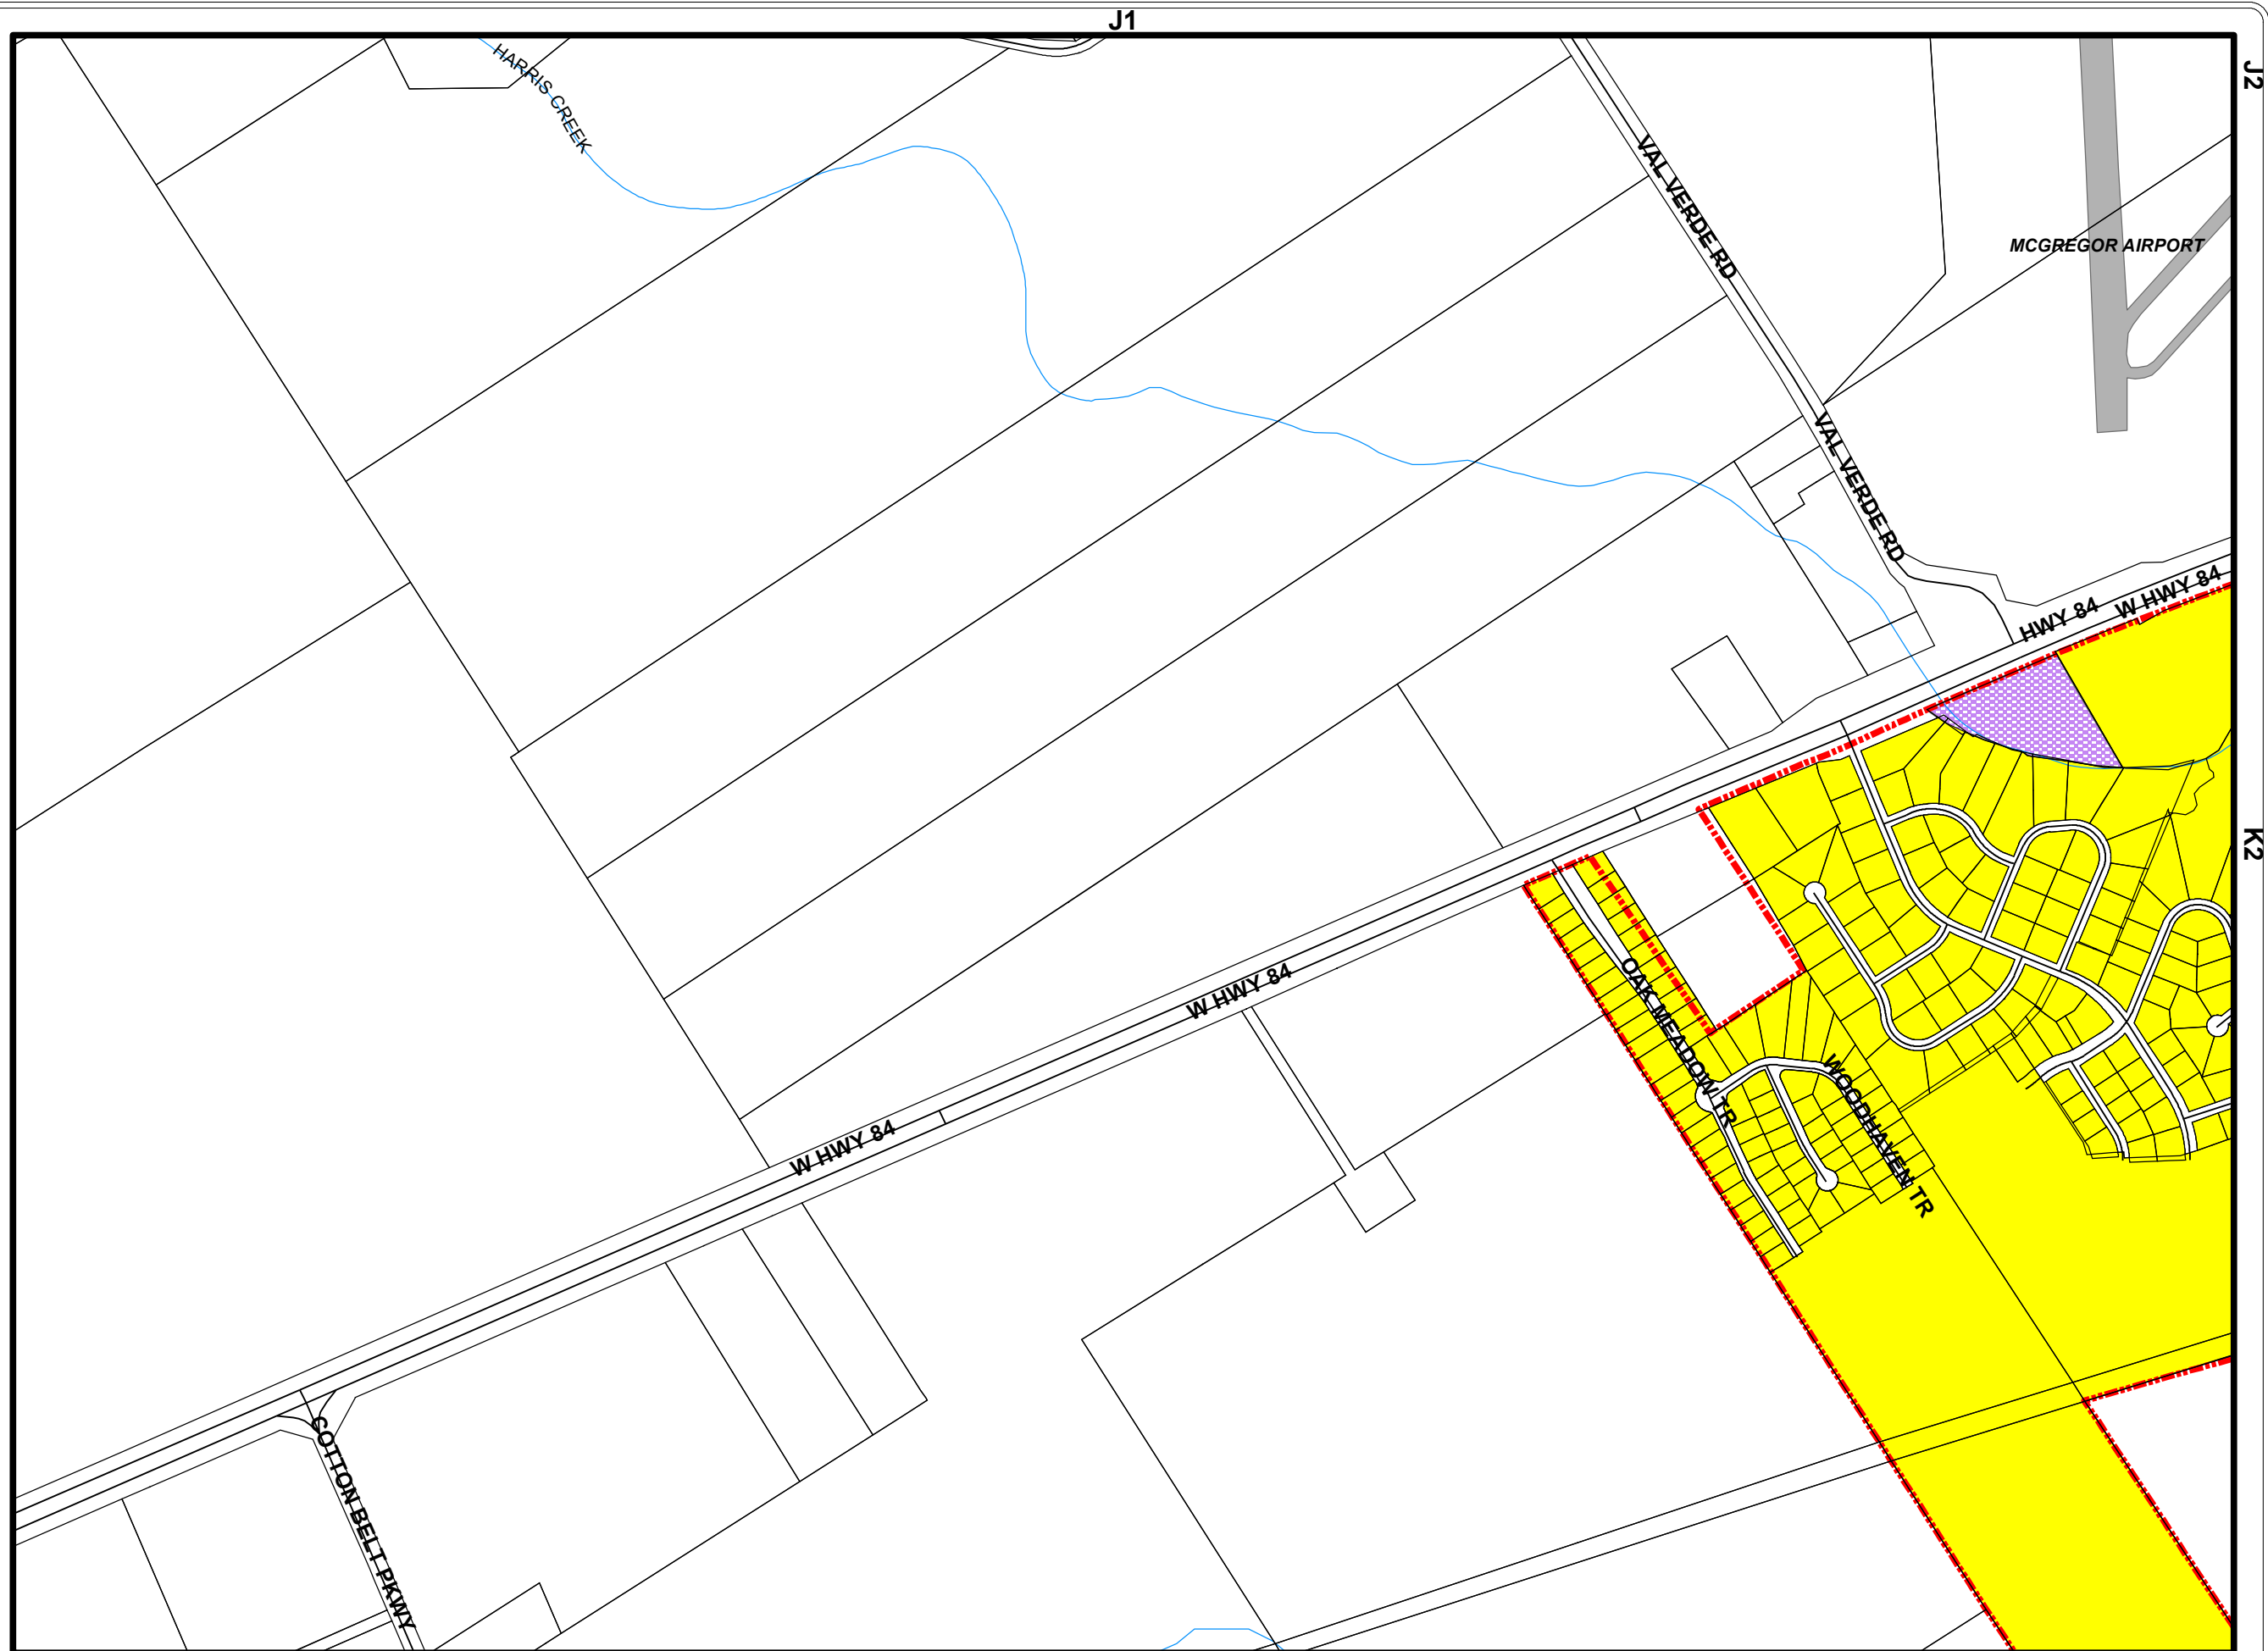 J1
J2
HARRIS CREEK
VAL VERDE RD
MCGREGOR AIRPORT
VAL VERDE RD
HWY 84
W HWY 84
K2
W HWY 84
OAK MEADOW TR
WOODHAVEN TR
W HWY 84
COTTON BELT PKWY